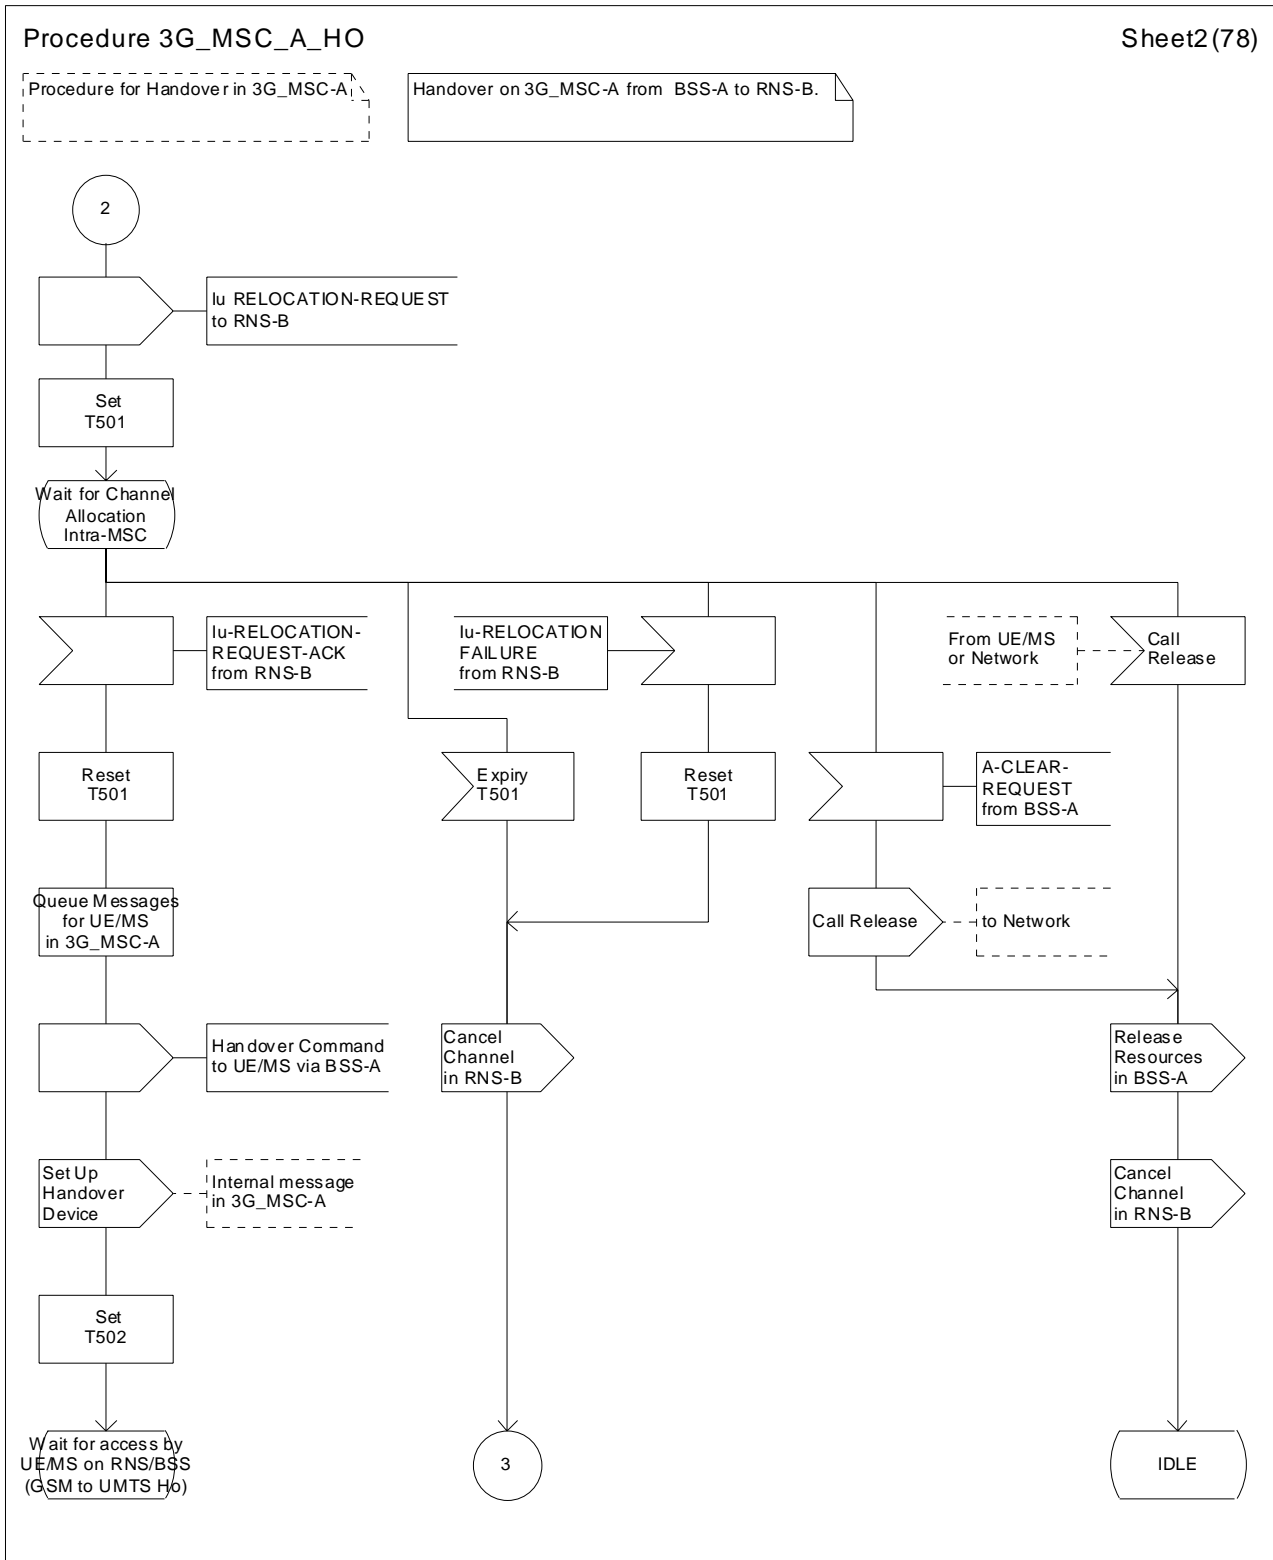 Procedure 3G_MSC_A_HO
Sheet2(78)
Procedure for Handover in 3G_MSC-A
Handover on 3G_MSC-A from BSS-A to RNS-B.
2
Iu RELOCATION-REQUEST
to RNS-B
Set
T501
Wait for Channel
Allocation
Intra-MSC
Iu-RELOCATION-
REQUEST-ACK
from RNS-B
Iu-RELOCATION
FAILURE
from RNS-B
From UE/MS
or Network
Call
Release
Reset
T501
Expiry
T501
Reset
T501
A-CLEAR-
REQUEST
from BSS-A
Queue Messages
for UE/MS
in 3G_MSC-A
Call Release
to Network
Handover Command
to UE/MS via BSS-A
Cancel
Channel
in RNS-B
Release
Resources
in BSS-A
Set Up
Handover
Device
Internal message
in 3G_MSC-A
Cancel
Channel
in RNS-B
Set
T502
Wait for access by
UE/MS on RNS/BSS
(GSM to UMTS Ho)
3
IDLE